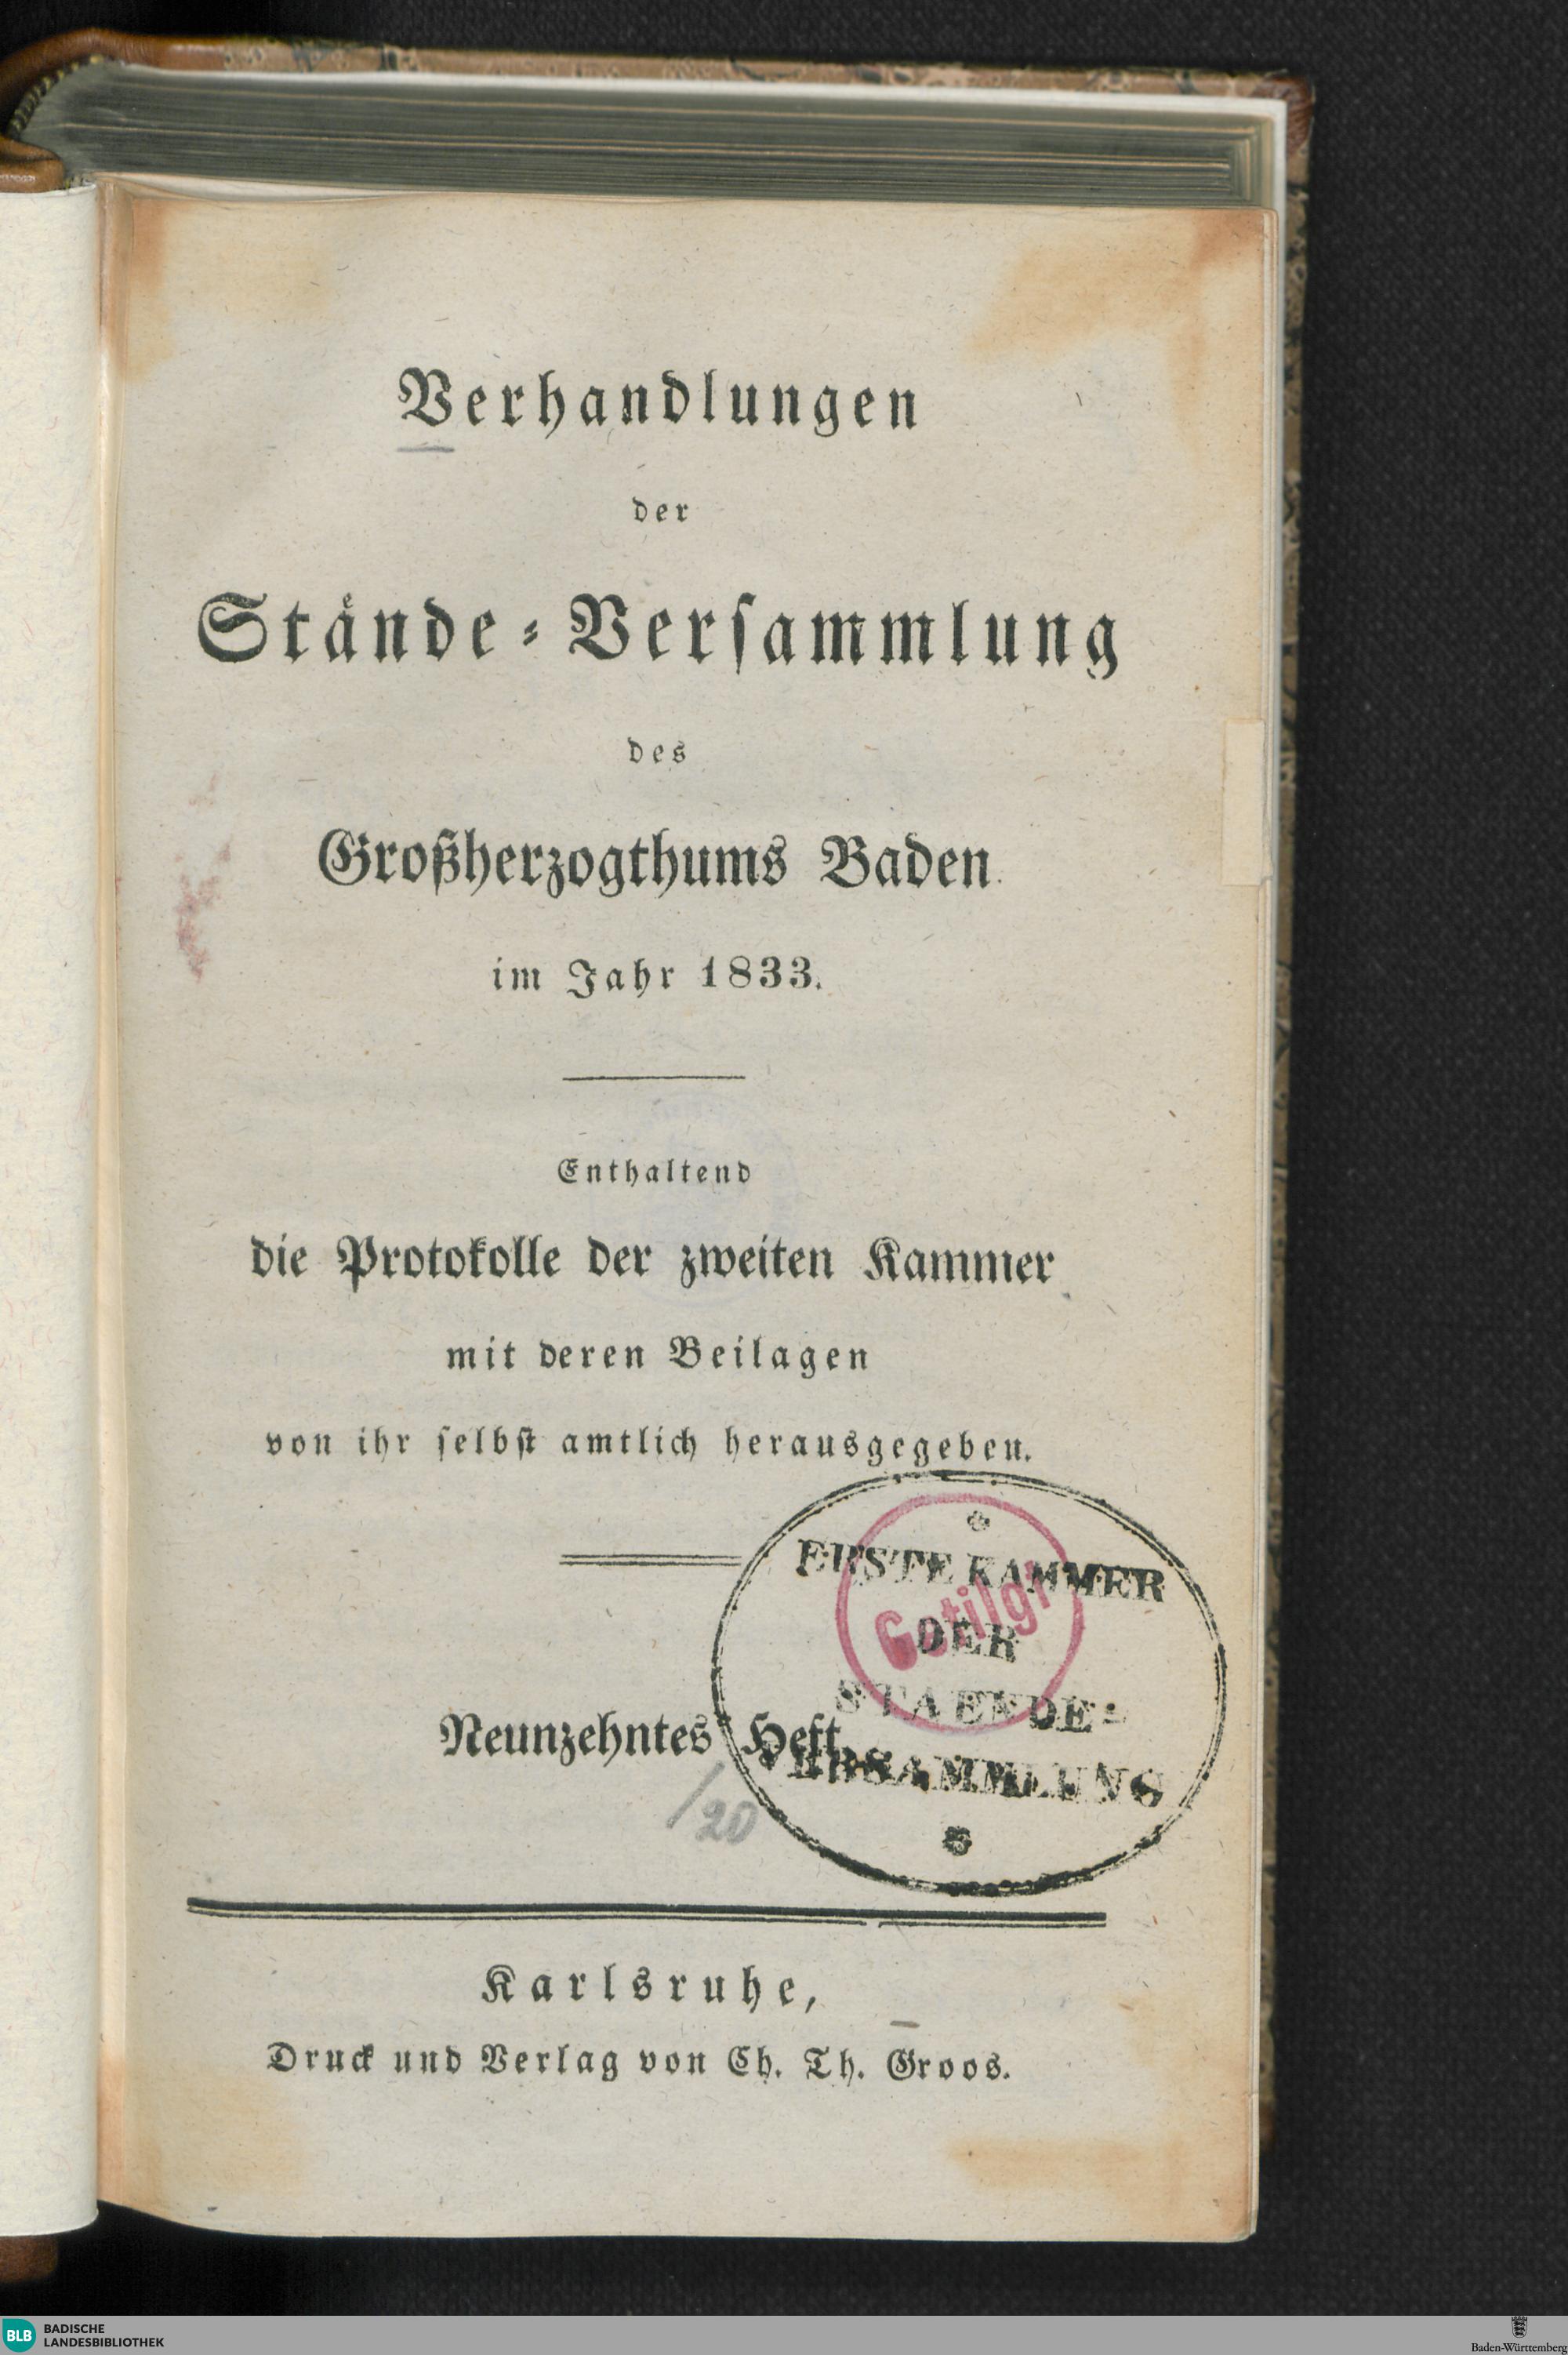 Verhandlungen
der
Stände-Versammlung
des
Großherzogthums Baden
im Jahr 1833.
Enthaltend
die Protokolle der zweiten Kammer
mit deren Beilagen
von ihr selbst amtlich herausgegeben.
ERSTE KAMMER
DER
Getilgt
STAENDE-
VERSAMMLUNG
Neunzehntes Heft.
/20
Karlsruhe,
Druck und Verlag von Ch. Th. Groos.
BLB
BADISCHE
LANDESBIBLIOTHEK
Baden-Württemberg